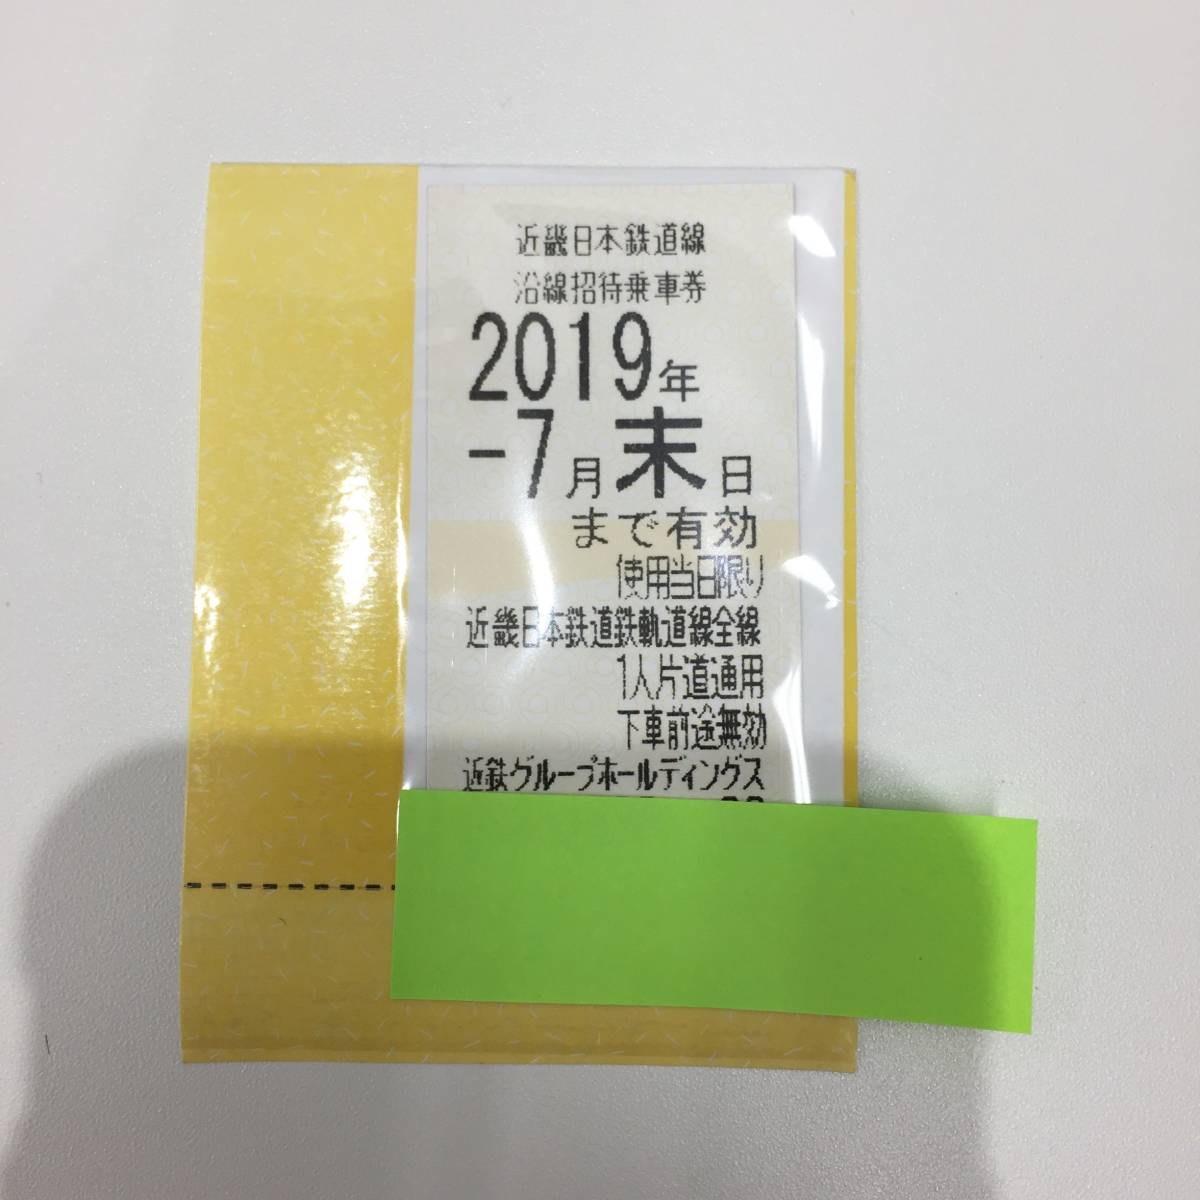 近畿日本鉄道線
沿線招待乗車券
2019年
-7月末日
まで有効
使用当日限り
近畿日本鉄道鉄軌道線全線
1人片道通用
下車前途無効
近鉄グループホールディングス